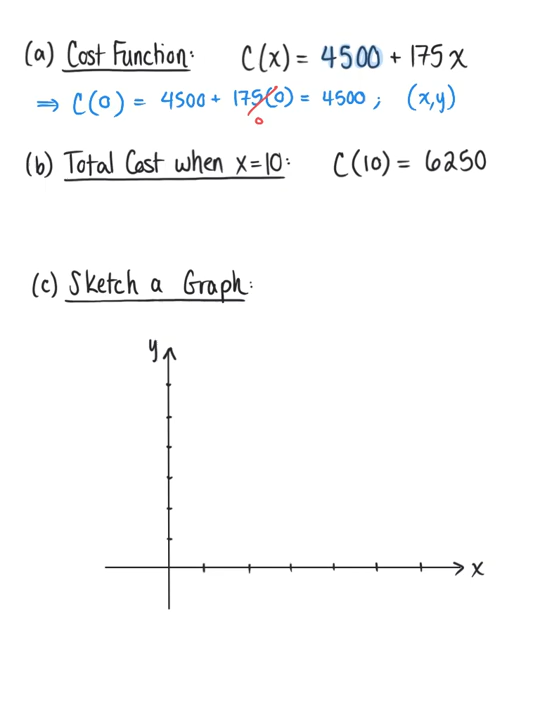 (a) Cost Function: C(x) = 4500 + 175x
⇒ C(0) = 4500 + 175(0) = 4500 ; (x,y)
0
(b) Total Cost when x=10: C(10) = 6250
(c) Sketch a Graph:
y
x